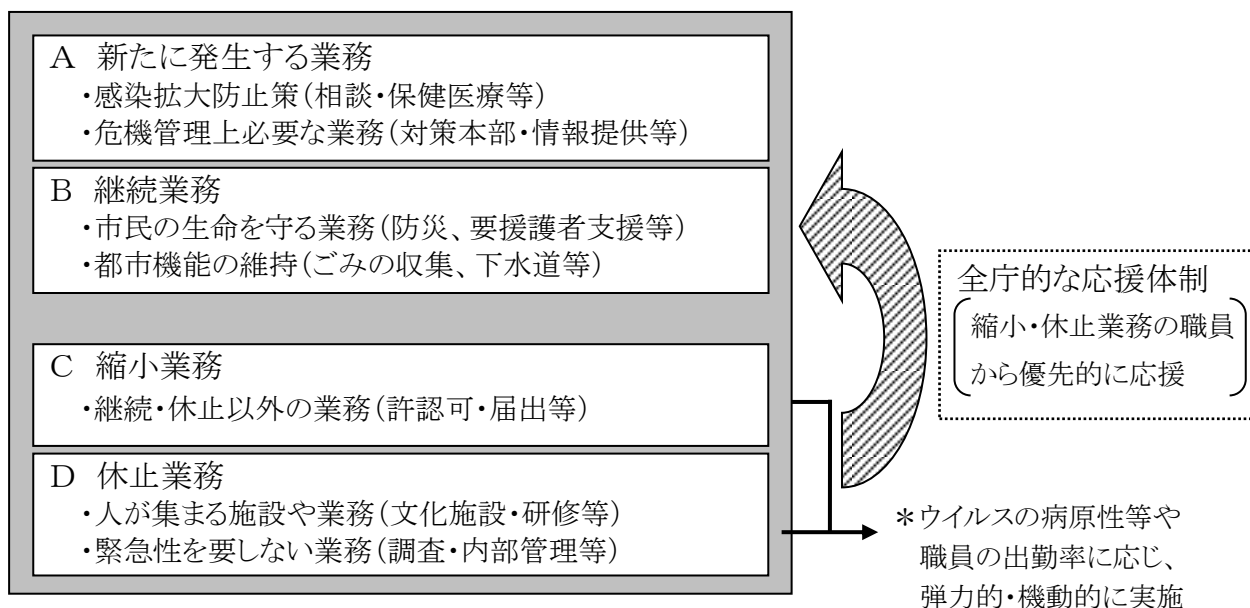 A 新たに発生する業務
・感染拡大防止策(相談・保健医療等)
・危機管理上必要な業務(対策本部・情報提供等)
B 継続業務
・市民の生命を守る業務(防災、要援護者支援等)
・都市機能の維持(ごみの収集、下水道等)
C 縮小業務
・継続・休止以外の業務(許認可・届出等)
D 休止業務
・人が集まる施設や業務(文化施設・研修等)
・緊急性を要しない業務(調査・内部管理等)
全庁的な応援体制
縮小・休止業務の職員
から優先的に応援
*ウイルスの病原性等や
職員の出勤率に応じ、
弾力的・機動的に実施